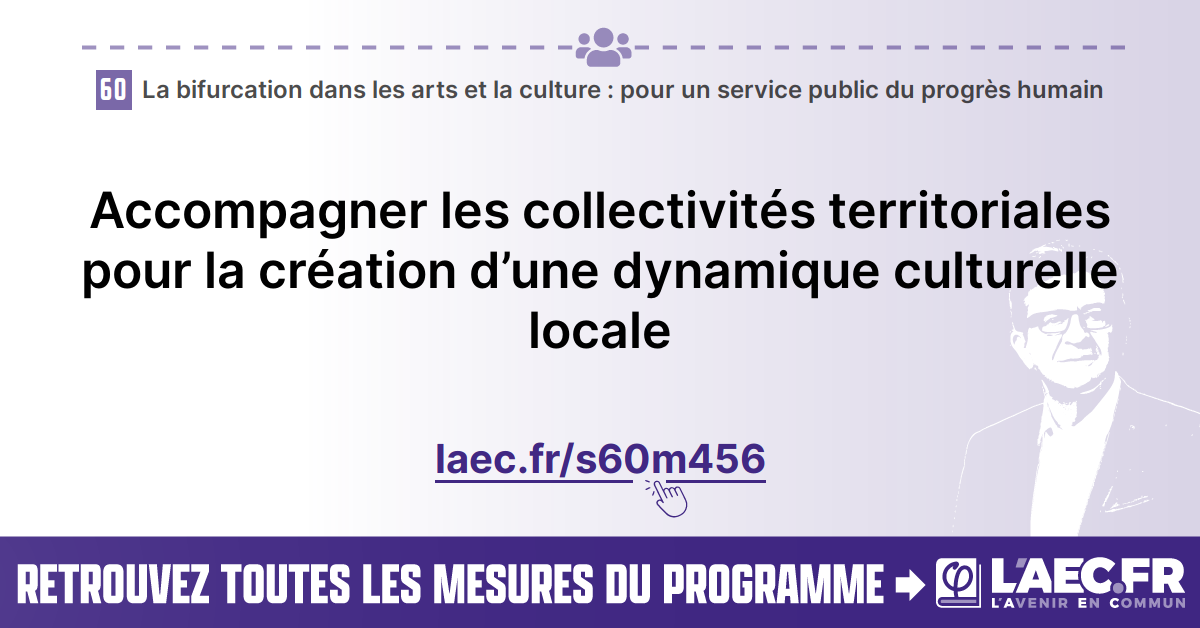 60 La bifurcation dans les arts et la culture : pour un service public du progrès humain
Accompagner les collectivités territoriales
pour la création d’une dynamique culturelle
locale
laec.fr/s60m456
RETROUVEZ TOUTES LES MESURES DU PROGRAMME
L'AEC.FR
L'AVENIR EN COMMUN